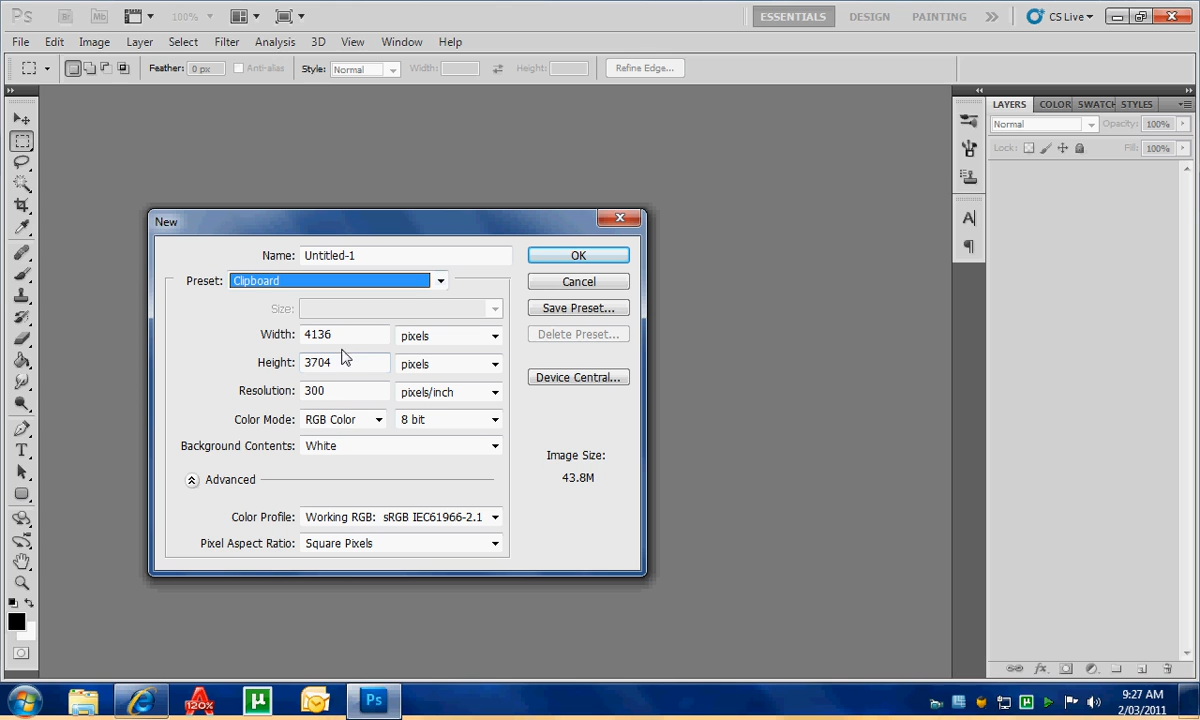 Ps Br Mb 100% ESSENTIALS DESIGN PAINTING CS Live
File Edit Image Layer Select Filter Analysis 3D View Window Help
Feather: 0 px Anti-alias Style: Normal Width: Height: Refine Edge...
LAYERS COLOR SWATCH STYLES
Normal Opacity: 100%
Lock: Fill: 100%
New
Name: Untitled-1 OK
Preset: Clipboard Cancel
Size: Save Preset...
Width: 4136 pixels Delete Preset...
Height: 3704 pixels
Device Central...
Resolution: 300 pixels/inch
Color Mode: RGB Color 8 bit
Background Contents: White
Image Size:
43.8M
Advanced
Color Profile: Working RGB: sRGB IEC61966-2.1
Pixel Aspect Ratio: Square Pixels
120% µ Ps
9:27 AM
2/03/2011